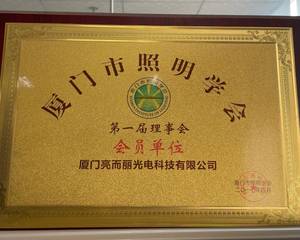 厦门市照明学会
第一届理事会
会员单位
厦门亮而丽光电科技有限公司